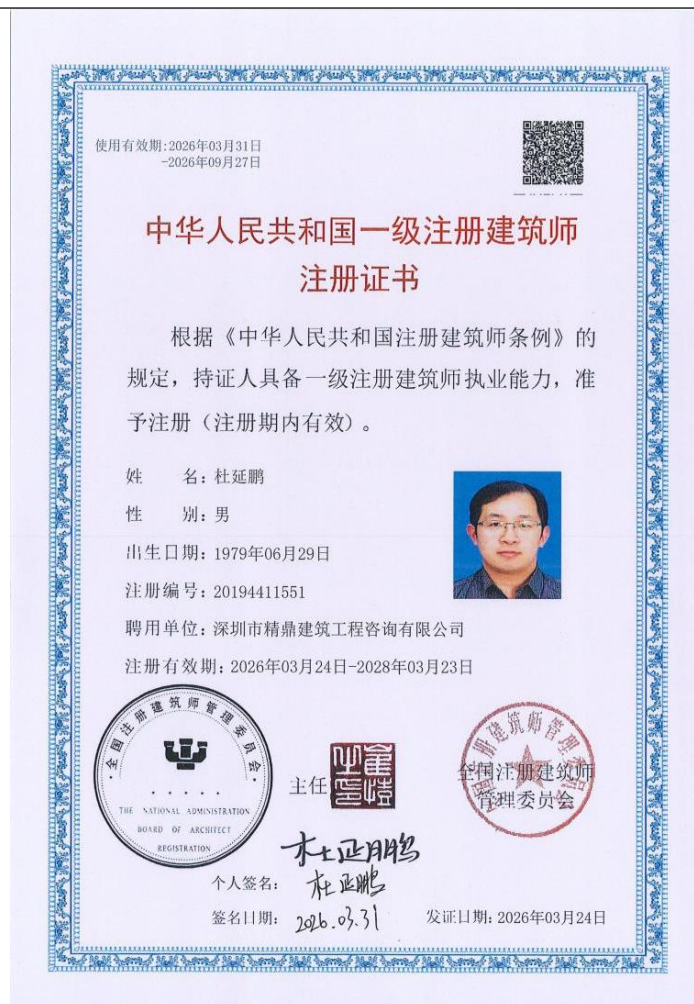 使用有效期:2026年03月31日
-2026年09月27日
中华人民共和国一级注册建筑师
注册证书
根据《中华人民共和国注册建筑师条例》的
规定，持证人具备一级注册建筑师执业能力，准
予注册（注册期内有效）。
姓 名：杜延鹏
性 别：男
出生日期：1979年06月29日
注册编号：20194411551
聘用单位：深圳市精鼎建筑工程咨询有限公司
注册有效期：2026年03月24日-2028年03月23日
全国注册建筑师管理委员会
THE NATIONAL ADMINISTRATION
BOARD OF ARCHITECT
REGISTRATION
主任
全国注册建筑师
管理委员会
杜延鹏
个人签名：杜延鹏
签名日期：2026.03.31
发证日期：2026年03月24日